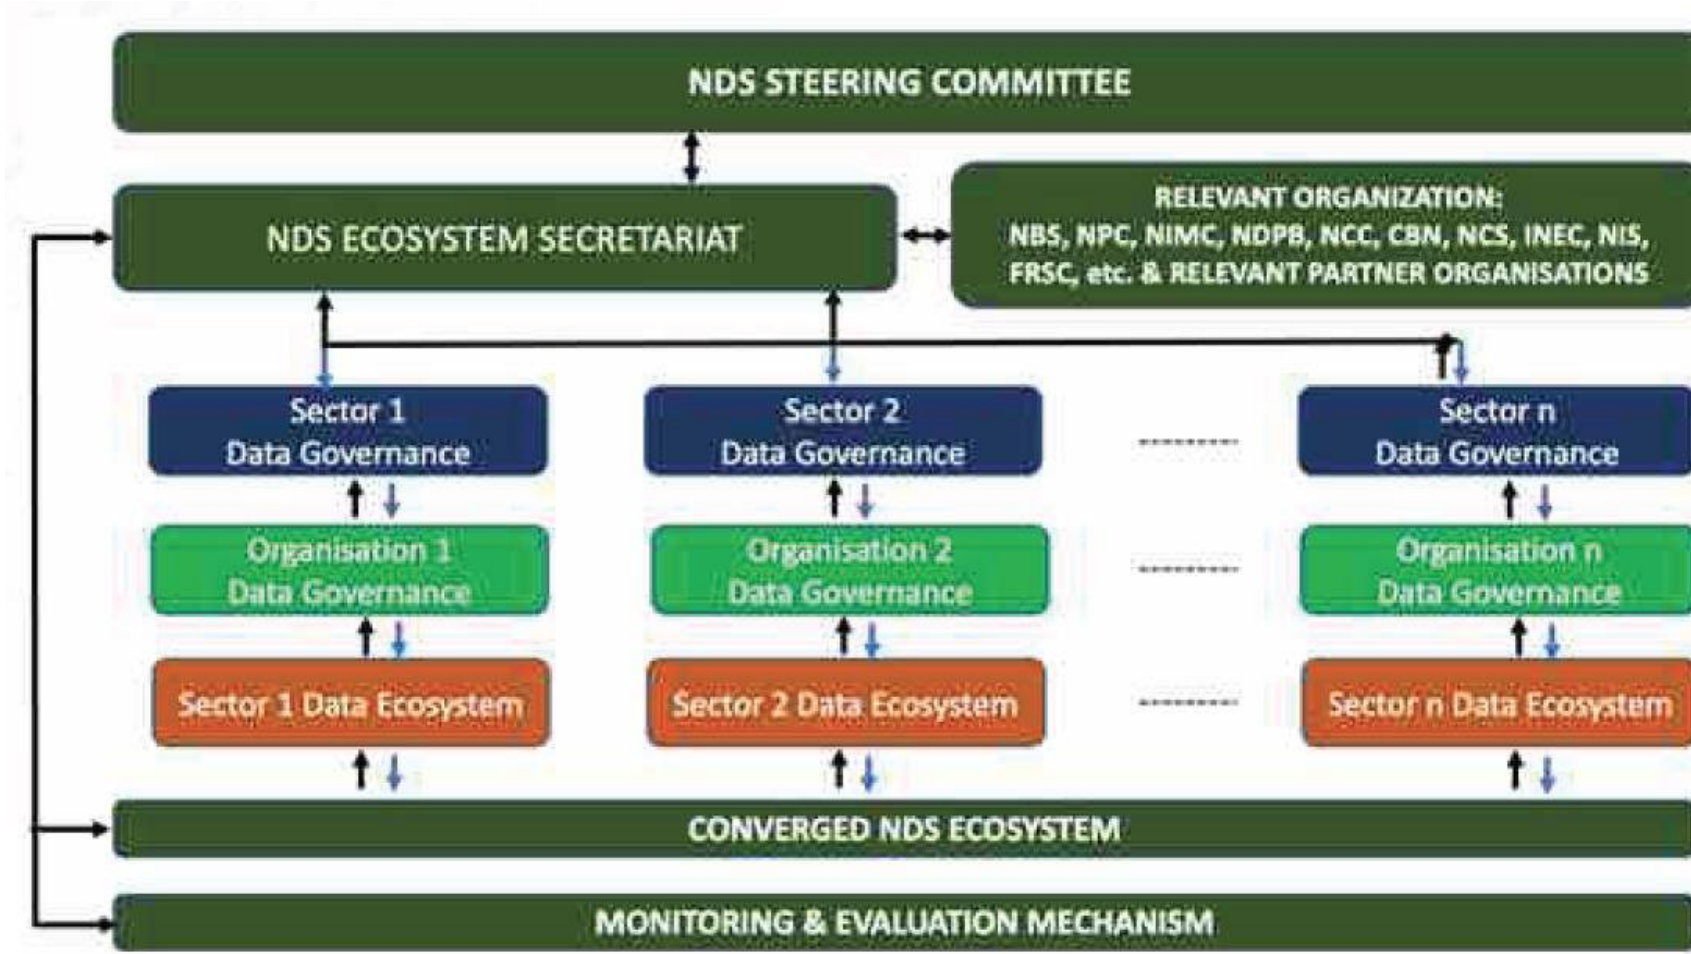 NDS STEERING COMMITTEE
NDS ECOSYSTEM SECRETARIAT
RELEVANT ORGANIZATION:
NBS, NPC, NIMC, NDPB, NCC, CBN, NCS, INEC, NIS,
FRSC, etc. & RELEVANT PARTNER ORGANISATIONS
Sector 1
Data Governance
Sector 2
Data Governance
Sector n
Data Governance
Organisation 1
Data Governance
Organisation 2
Data Governance
Organisation n
Data Governance
Sector 1 Data Ecosystem
Sector 2 Data Ecosystem
Sector n Data Ecosystem
CONVERGED NDS ECOSYSTEM
MONITORING & EVALUATION MECHANISM